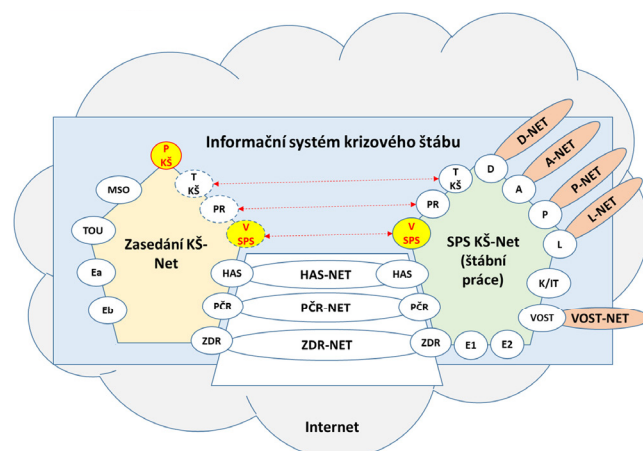 Informační systém krizového štábu
P
KŠ
T
KŠ
PR
V
SPS
MSO
TOU
Ea
Eb
Zasedání KŠ-
Net
HAS
PČR
ZDR
HAS-NET
PČR-NET
ZDR-NET
HAS
PČR
ZDR
V
SPS
PR
T
KŠ
D
A
P
L
K/IT
VOST
E2
E1
SPS KŠ-Net
(štábní
práce)
D-NET
A-NET
P-NET
L-NET
VOST-NET
Internet